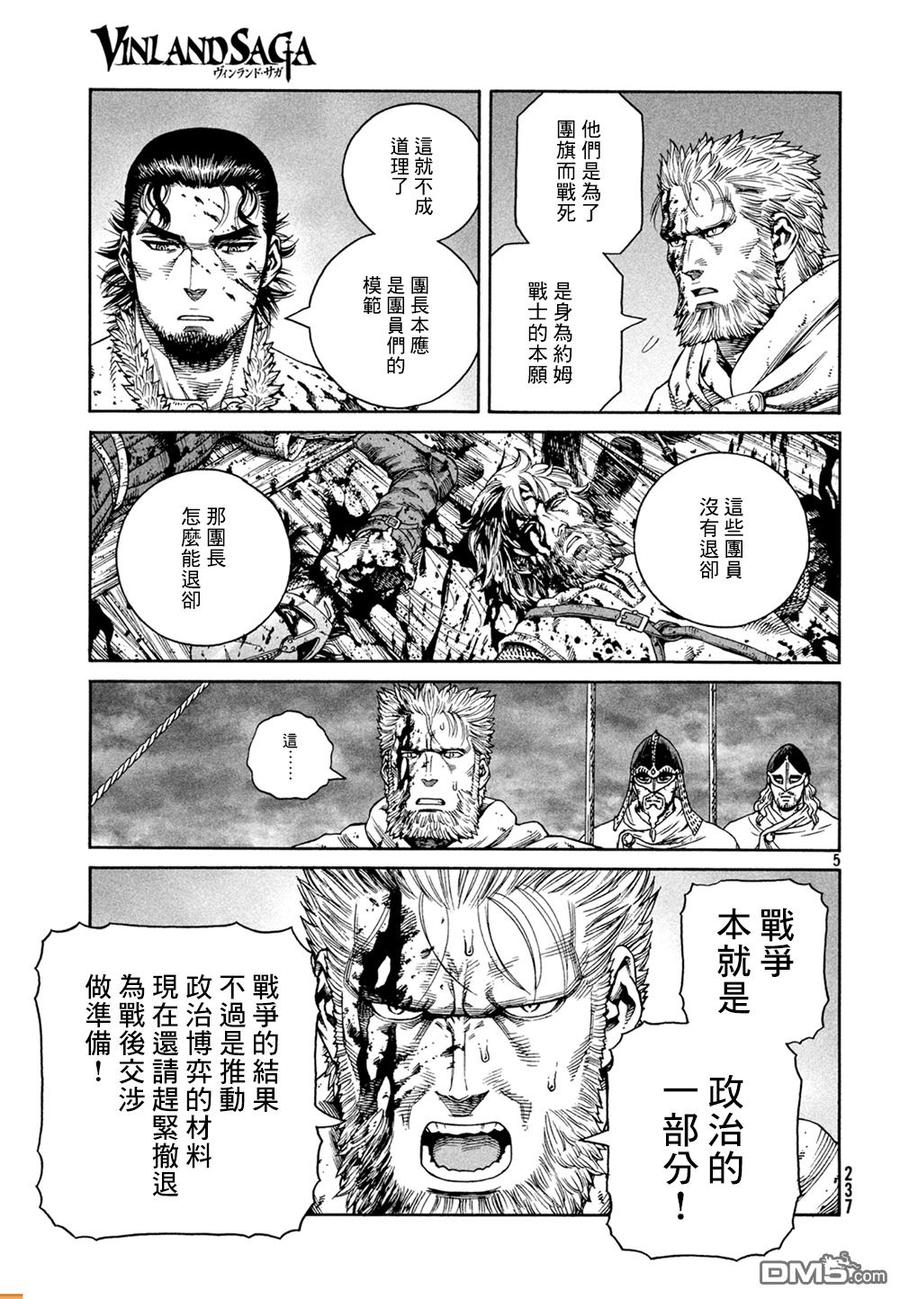 VINLAND SAGA
ヴィンランド・サガ
他們是為了
團旗而戰死
是身為約姆
戰士的本願
這就不成
道理了
團長本應
是團員們的
模範
這些團員
沒有退卻
那團長
怎麼能退卻
這……
5
戰爭
本就是
政治的
一部分！
戰爭的結果
不過是推動
政治博弈的材料
現在還請趕緊撤退
為戰後交涉
做準備！
237
DM5.com